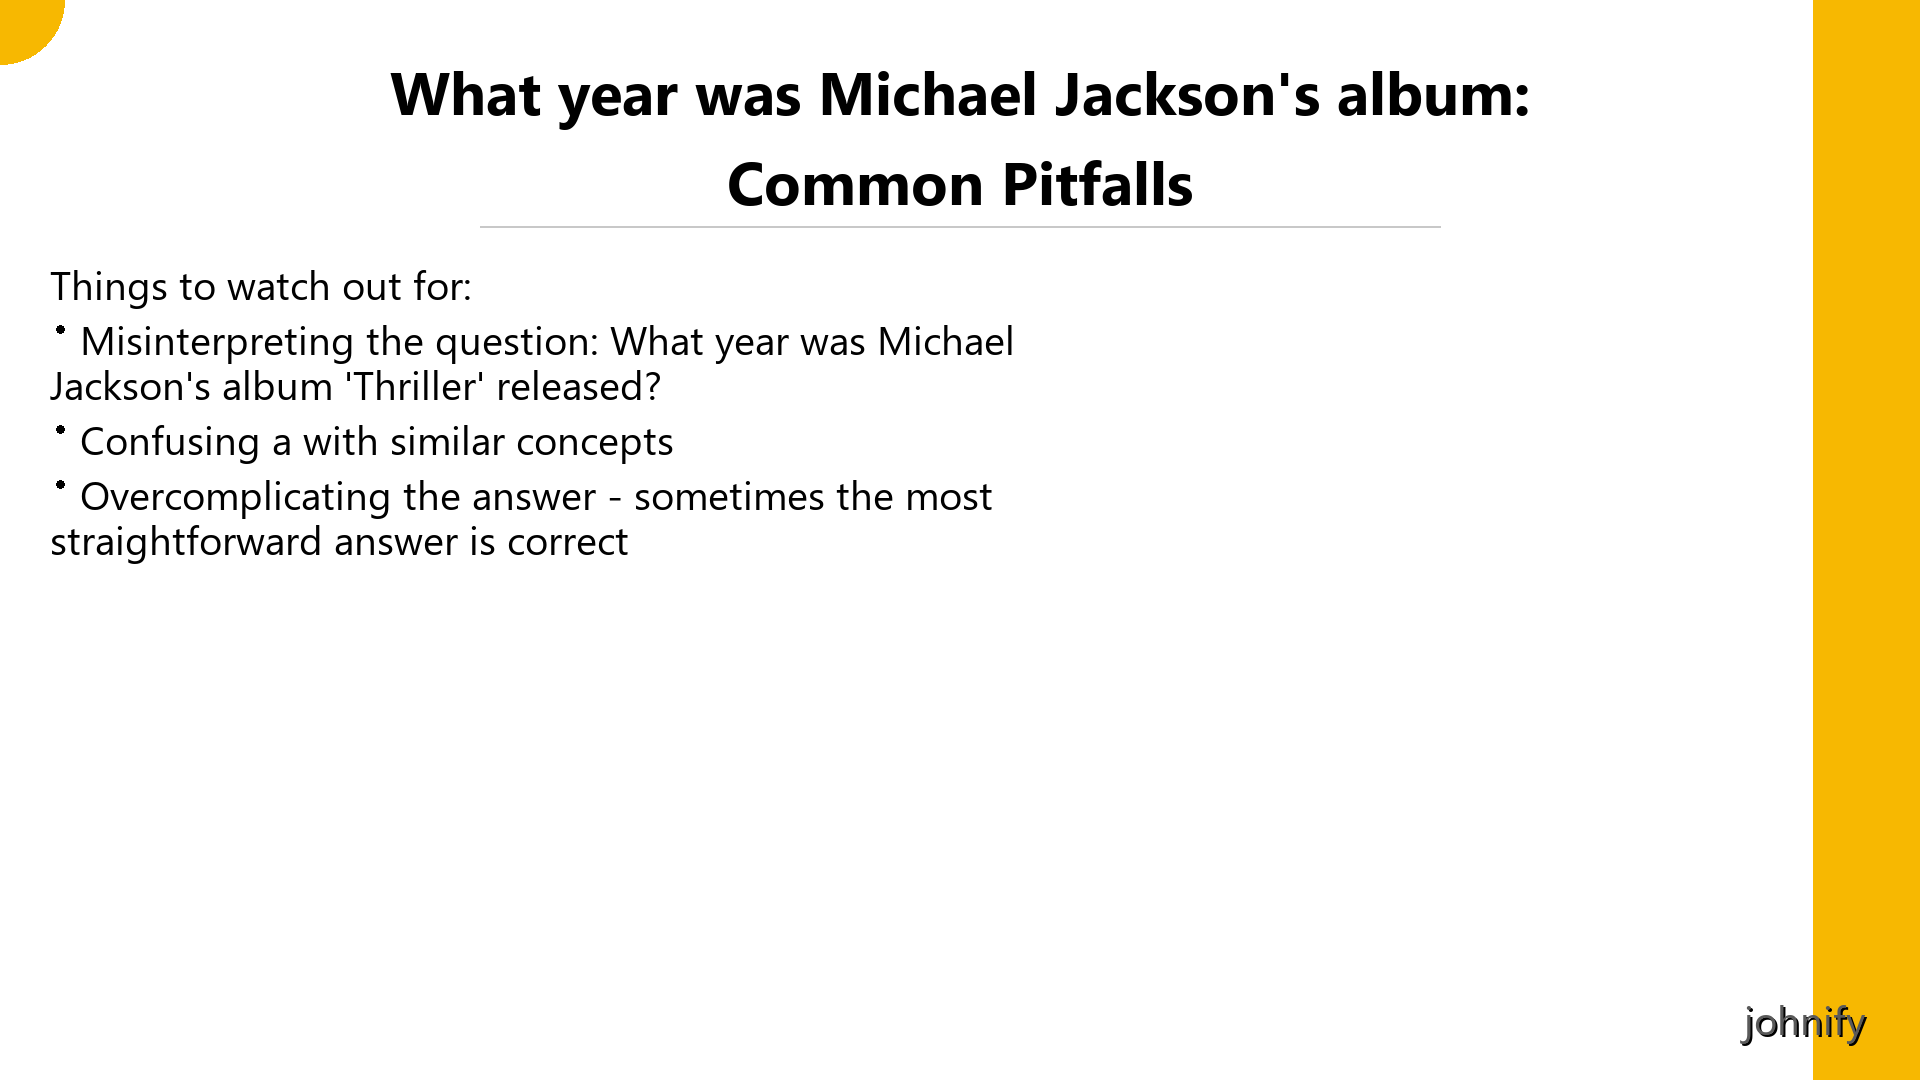 What year was Michael Jackson's album:
Common Pitfalls
Things to watch out for:
• Misinterpreting the question: What year was Michael
Jackson's album 'Thriller' released?
• Confusing a with similar concepts
• Overcomplicating the answer - sometimes the most
straightforward answer is correct
johnify